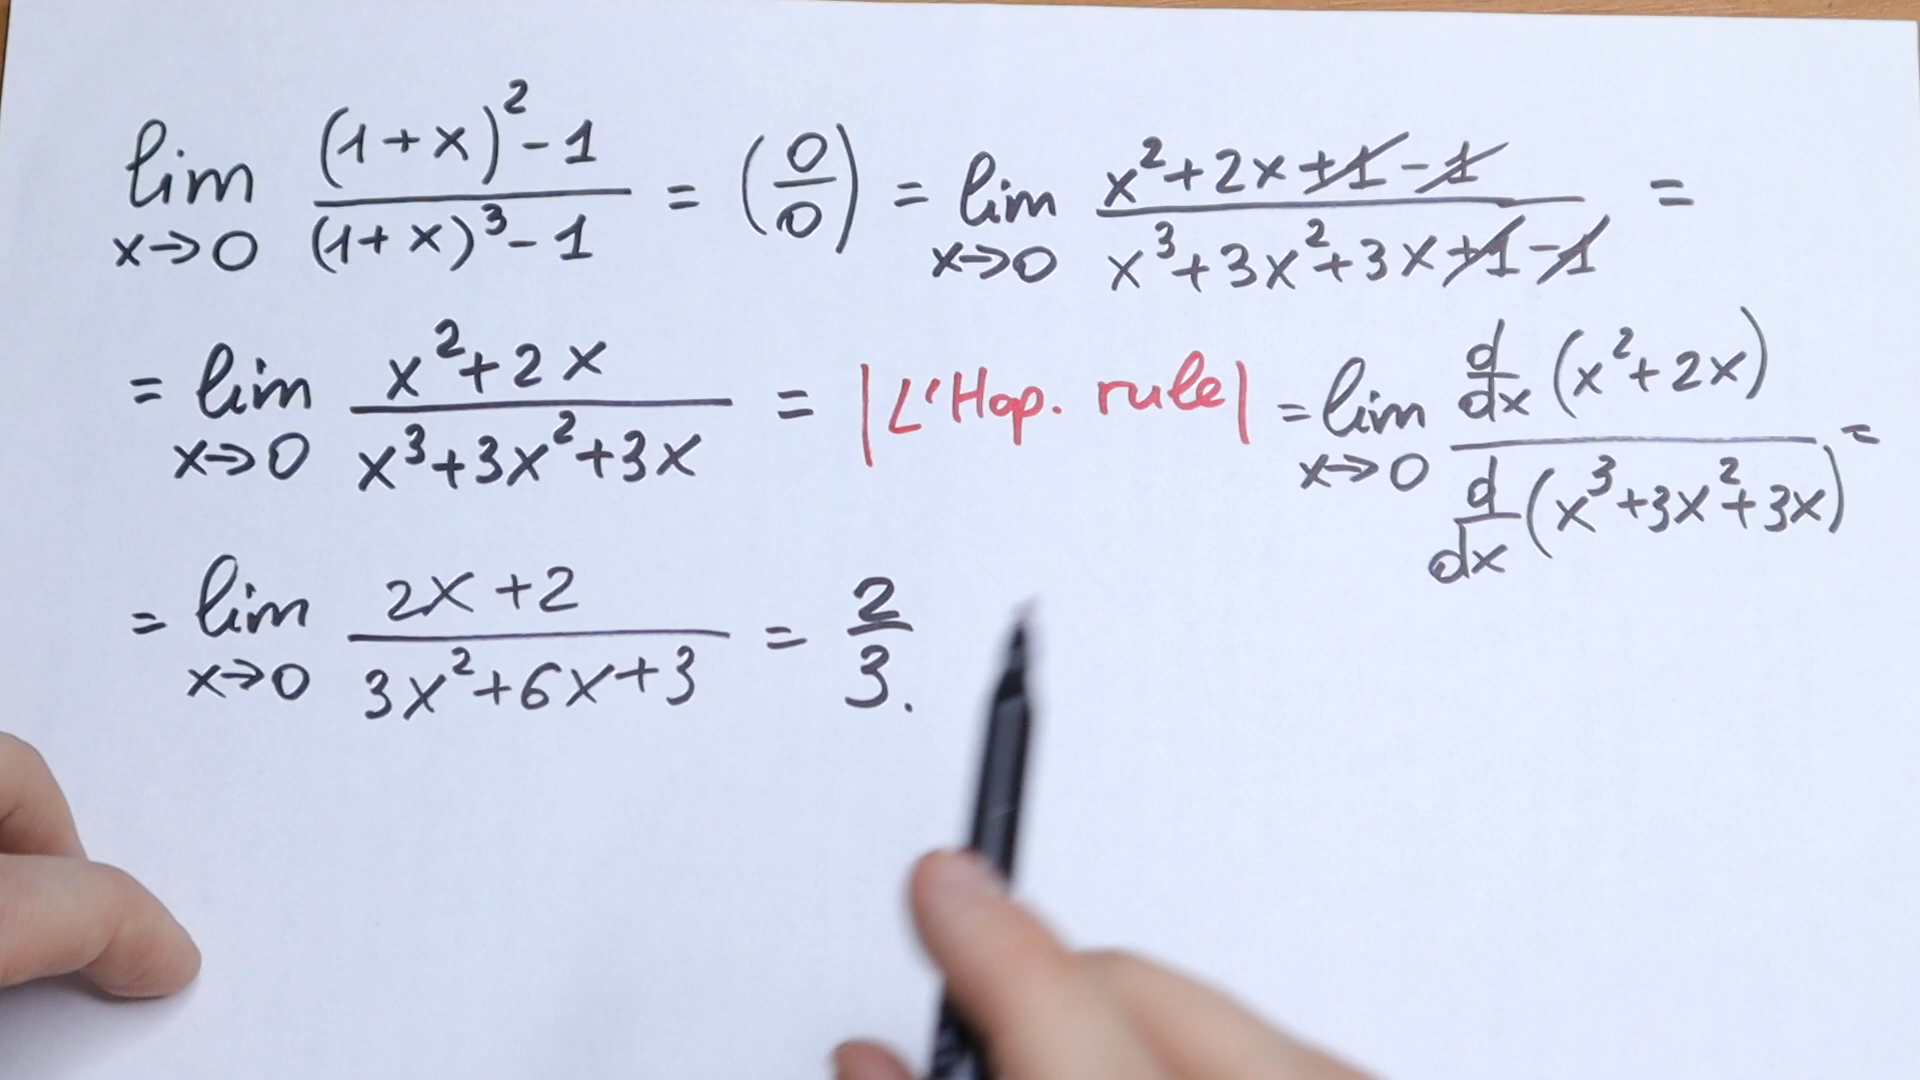 lim x→0 ((1+x)²-1)/((1+x)³-1) = (0/0) = lim x→0 (x²+2x+1-1)/(x³+3x²+3x+1-1) =
= lim x→0 (x²+2x)/(x³+3x²+3x) = |L'Hop. rule| = lim x→0 (d/dx (x²+2x))/(d/dx (x³+3x²+3x)) =
= lim x→0 (2x+2)/(3x²+6x+3) = 2/3.